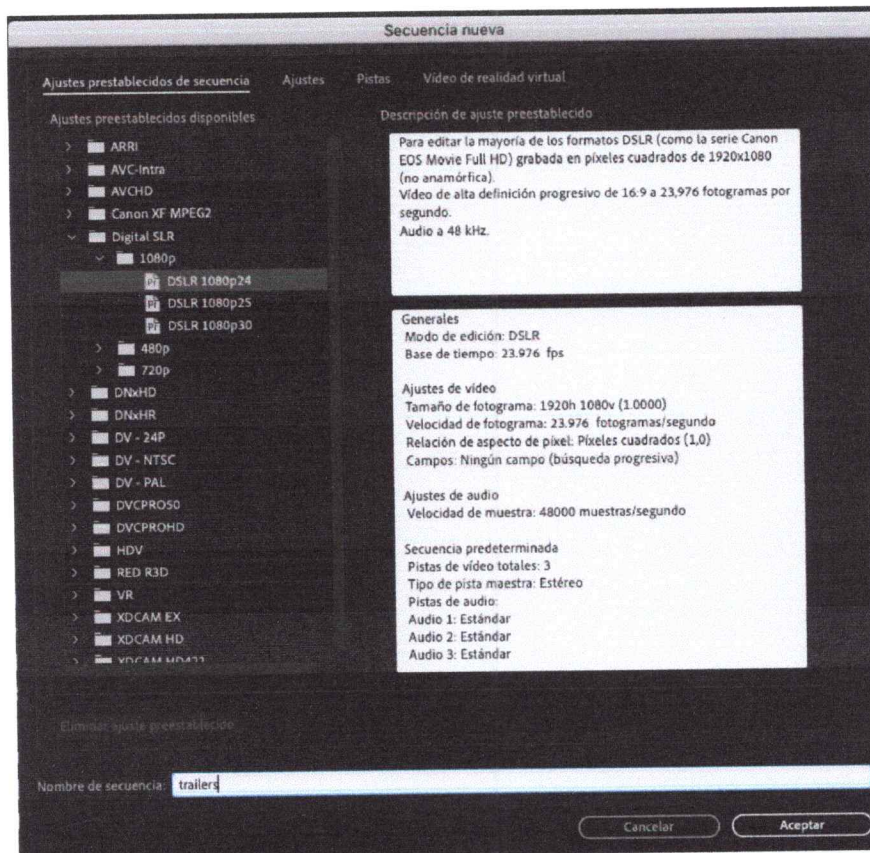 Secuencia nueva
Ajustes prestablecidos de secuencia
Ajustes
Pistas
Vídeo de realidad virtual
Ajustes preestablecidos disponibles
ARRI
AVC-Intra
AVCHD
Canon XF MPEG2
Digital SLR
1080p
DSLR 1080p24
DSLR 1080p25
DSLR 1080p30
480p
720p
DNxHD
DNxHR
DV - 24P
DV - NTSC
DV - PAL
DVCPRO50
DVCPROHD
HDV
RED R3D
VR
XDCAM EX
XDCAM HD
XDCAM HD422
Descripción de ajuste preestablecido
Para editar la mayoría de los formatos DSLR (como la serie Canon
EOS Movie Full HD) grabada en píxeles cuadrados de 1920x1080
(no anamórfica).
Vídeo de alta definición progresivo de 16:9 a 23,976 fotogramas por
segundo.
Audio a 48 kHz.
Generales
Modo de edición: DSLR
Base de tiempo: 23.976 fps
Ajustes de vídeo
Tamaño de fotograma: 1920h 1080v (1.0000)
Velocidad de fotograma: 23.976 fotogramas/segundo
Relación de aspecto de píxel: Píxeles cuadrados (1,0)
Campos: Ningún campo (búsqueda progresiva)
Ajustes de audio
Velocidad de muestra: 48000 muestras/segundo
Secuencia predeterminada
Pistas de vídeo totales: 3
Tipo de pista maestra: Estéreo
Pistas de audio:
Audio 1: Estándar
Audio 2: Estándar
Audio 3: Estándar
Eliminar ajuste preestablecido
Nombre de secuencia: trailers
Cancelar
Aceptar